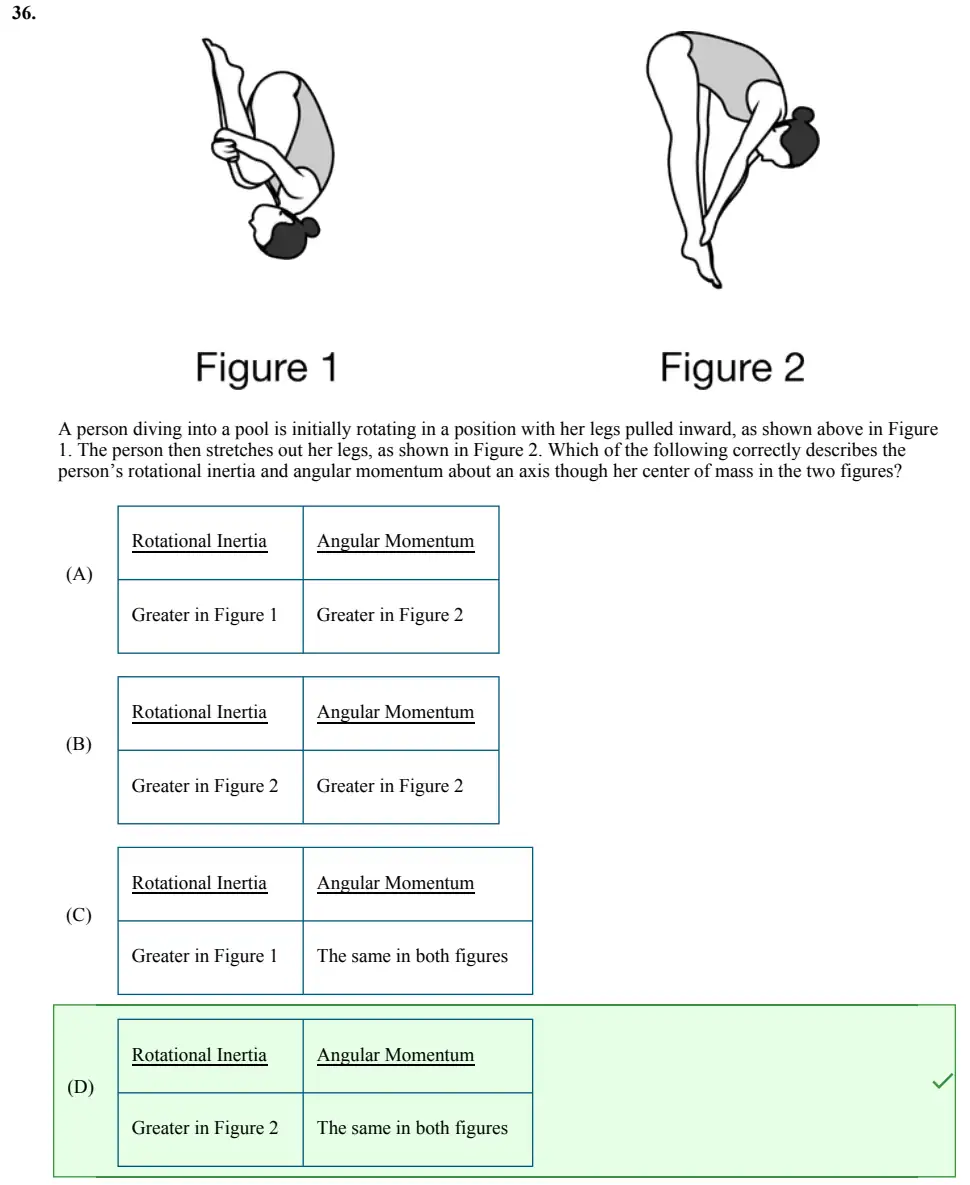 36.
Figure 1 Figure 2
A person diving into a pool is initially rotating in a position with her legs pulled inward, as shown above in Figure
1. The person then stretches out her legs, as shown in Figure 2. Which of the following correctly describes the
person’s rotational inertia and angular momentum about an axis though her center of mass in the two figures?
Rotational Inertia Angular Momentum
(A)
Greater in Figure 1 Greater in Figure 2
Rotational Inertia Angular Momentum
(B)
Greater in Figure 2 Greater in Figure 2
Rotational Inertia Angular Momentum
(C)
Greater in Figure 1 The same in both figures
Rotational Inertia Angular Momentum
(D)
Greater in Figure 2 The same in both figures